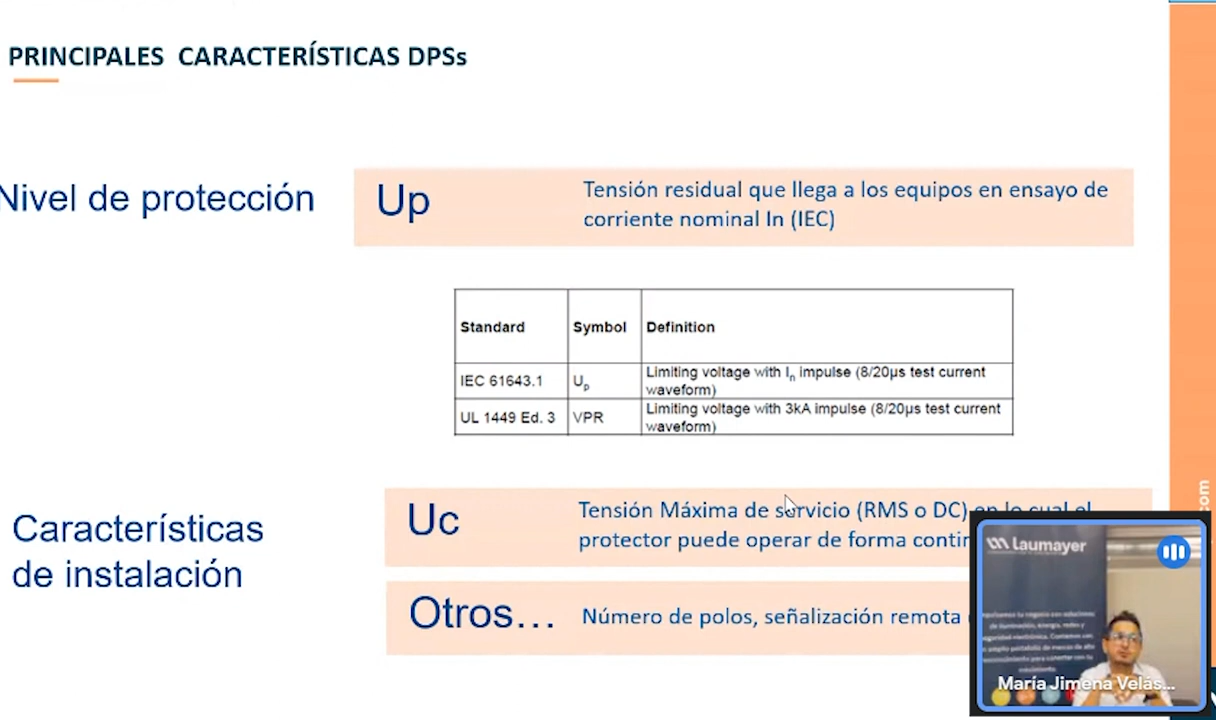 PRINCIPALES CARACTERÍSTICAS DPSs
Nivel de protección
Up
Tensión residual que llega a los equipos en ensayo de
corriente nominal In (IEC)
Standard Symbol Definition
IEC 61643.1 Up Limiting voltage with In impulse (8/20µs test current
waveform)
UL 1449 Ed. 3 VPR Limiting voltage with 3kA impulse (8/20µs test current
waveform)
Características
de instalación
Uc
Tensión Máxima de servicio (RMS o DC) en lo cual el
protector puede operar de forma contin
Otros...
Número de polos, señalización remota
.com
laumayer
María Jimena Velás...